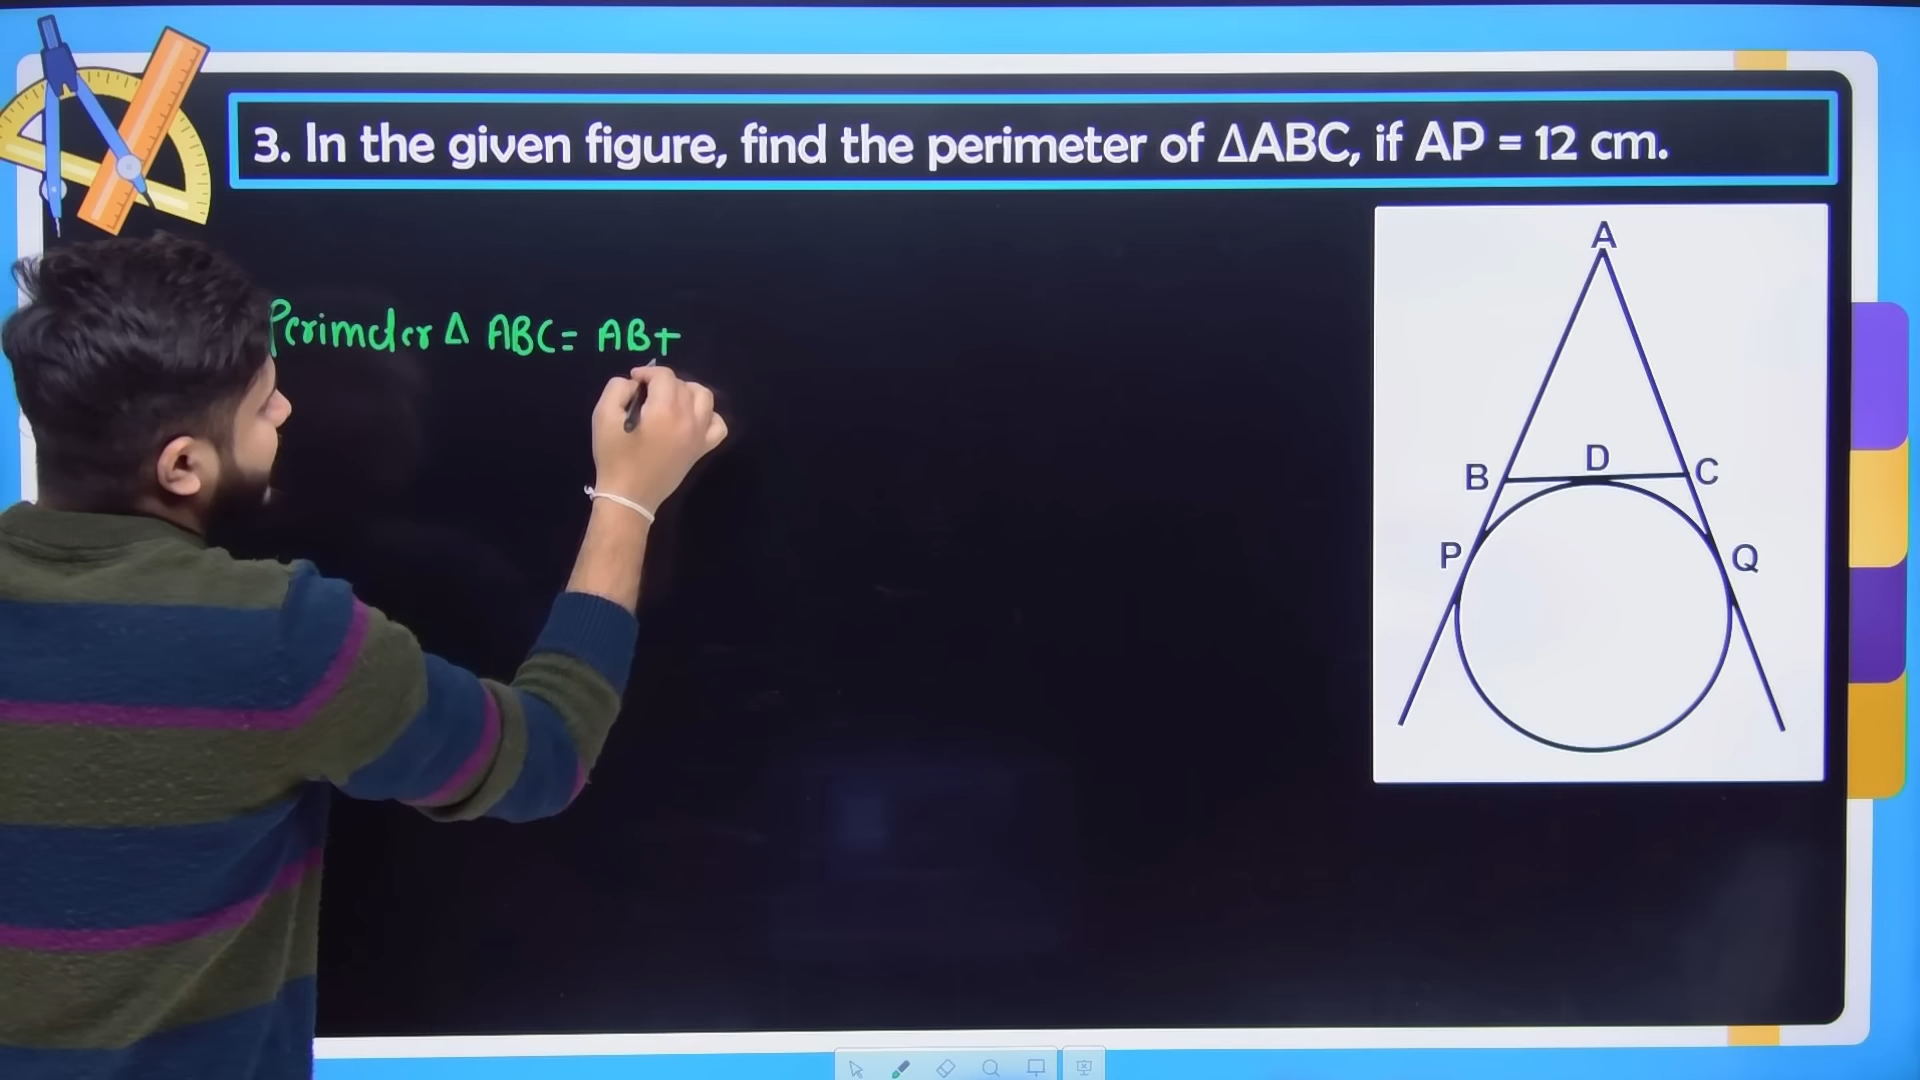 3. In the given figure, find the perimeter of ΔABC, if AP = 12 cm.
Perimeter Δ ABC = AB+
A
B
D
C
P
Q